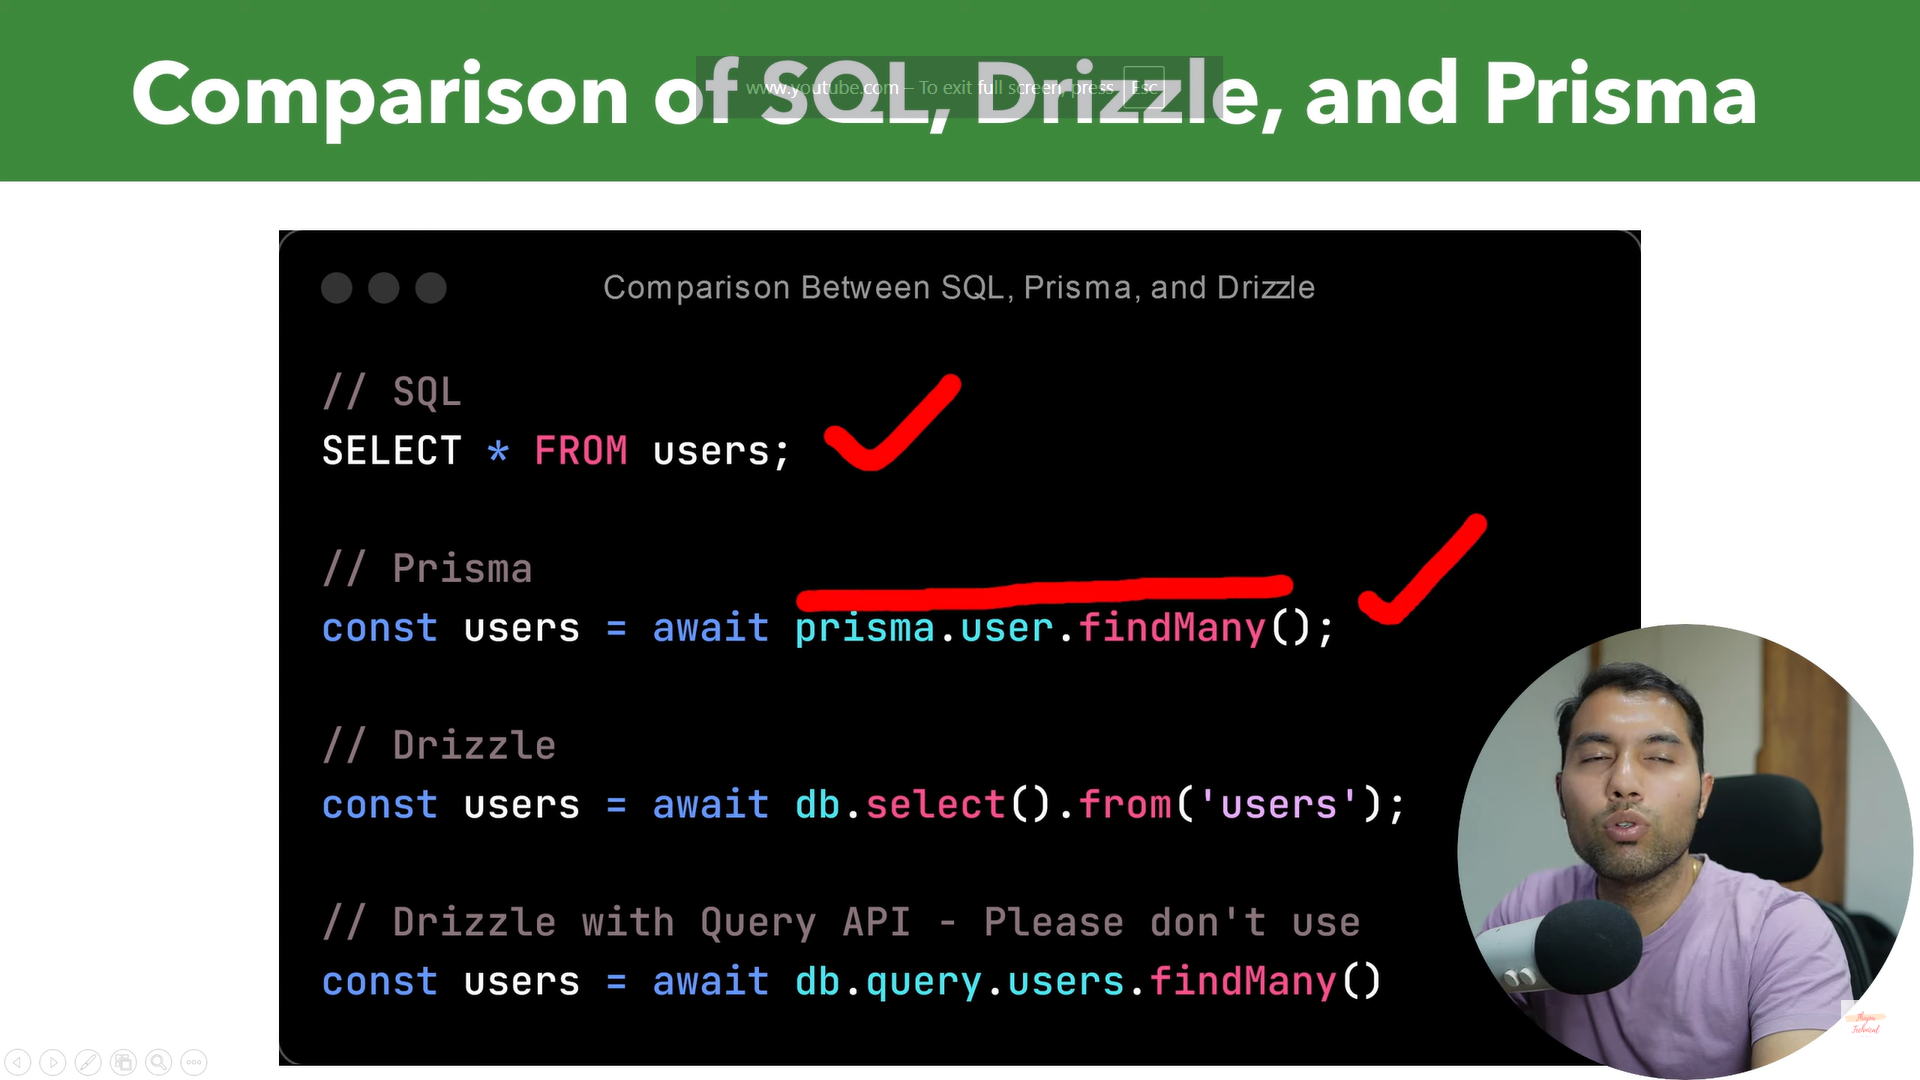 Comparison of SQL, Drizzle, and Prisma
www.youtube.com – To exit full screen, press Esc
Comparison Between SQL, Prisma, and Drizzle
// SQL
SELECT * FROM users;
// Prisma
const users = await prisma.user.findMany();
// Drizzle
const users = await db.select().from('users');
// Drizzle with Query API - Please don't use
const users = await db.query.users.findMany()
Technical